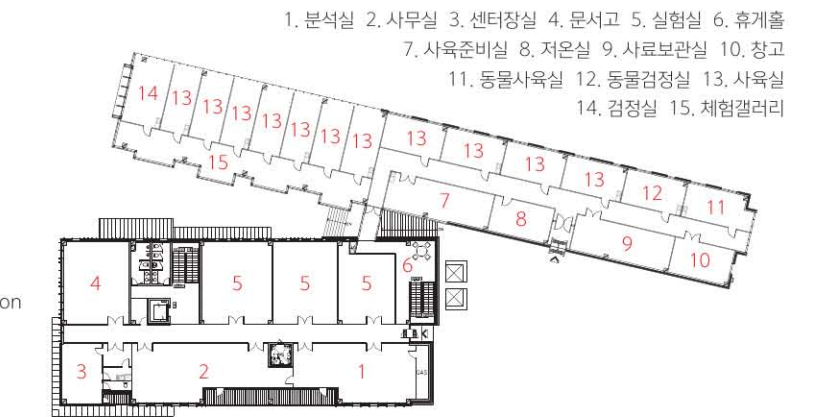 1. 분석실 2. 사무실 3. 센터장실 4. 문서고 5. 실험실 6. 휴게홀
7. 사육준비실 8. 저온실 9. 사료보관실 10. 창고
11. 동물사육실 12. 동물검정실 13. 사육실
14. 검정실 15. 체험갤러리
14 13 13 13 13 13 13 13 13 13 13 13 12 11
15 7 8 9 10
6
4 5 5 5
on
3 2 1
GAS